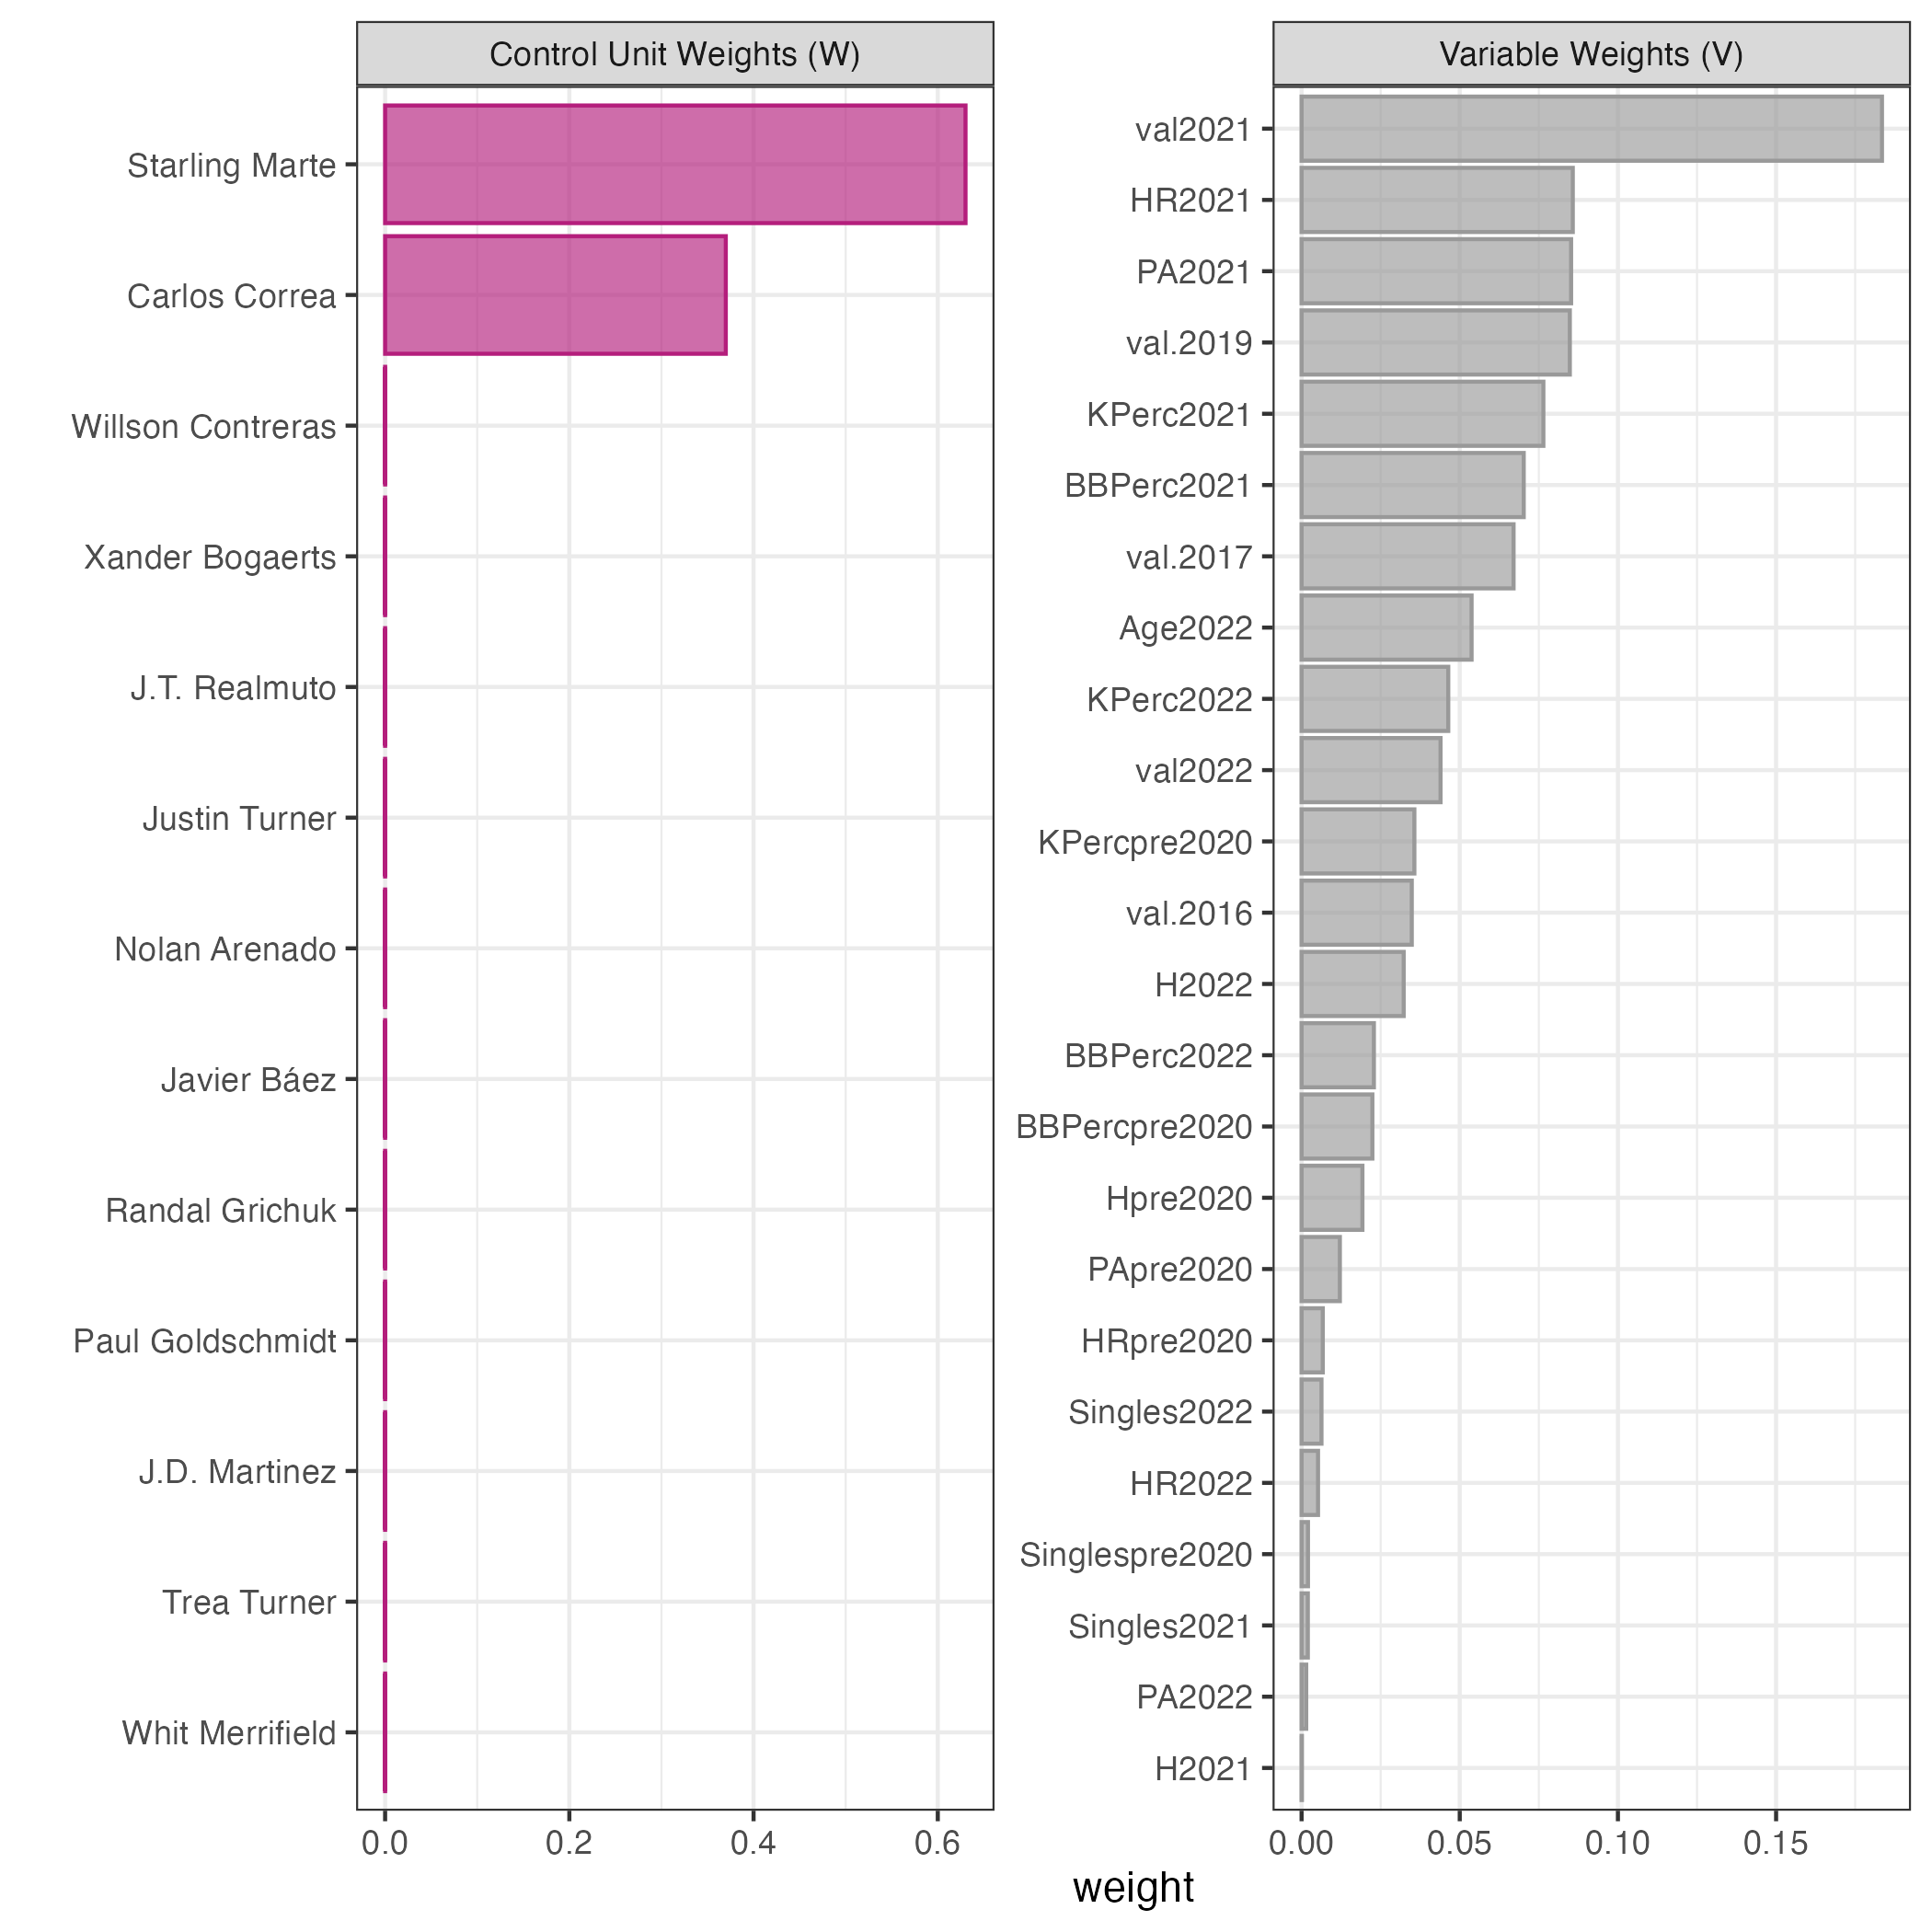 Control Unit Weights (W)
Starling Marte
Carlos Correa
Willson Contreras
Xander Bogaerts
J.T. Realmuto
Justin Turner
Nolan Arenado
Javier Báez
Randal Grichuk
Paul Goldschmidt
J.D. Martinez
Trea Turner
Whit Merrifield
0.0 0.2 0.4 0.6
Variable Weights (V)
val2021
HR2021
PA2021
val.2019
KPerc2021
BBPerc2021
val.2017
Age2022
KPerc2022
val2022
KPercpre2020
val.2016
H2022
BBPerc2022
BBPercpre2020
Hpre2020
PApre2020
HRpre2020
Singles2022
HR2022
Singlespre2020
Singles2021
PA2022
H2021
0.00 0.05 0.10 0.15
weight